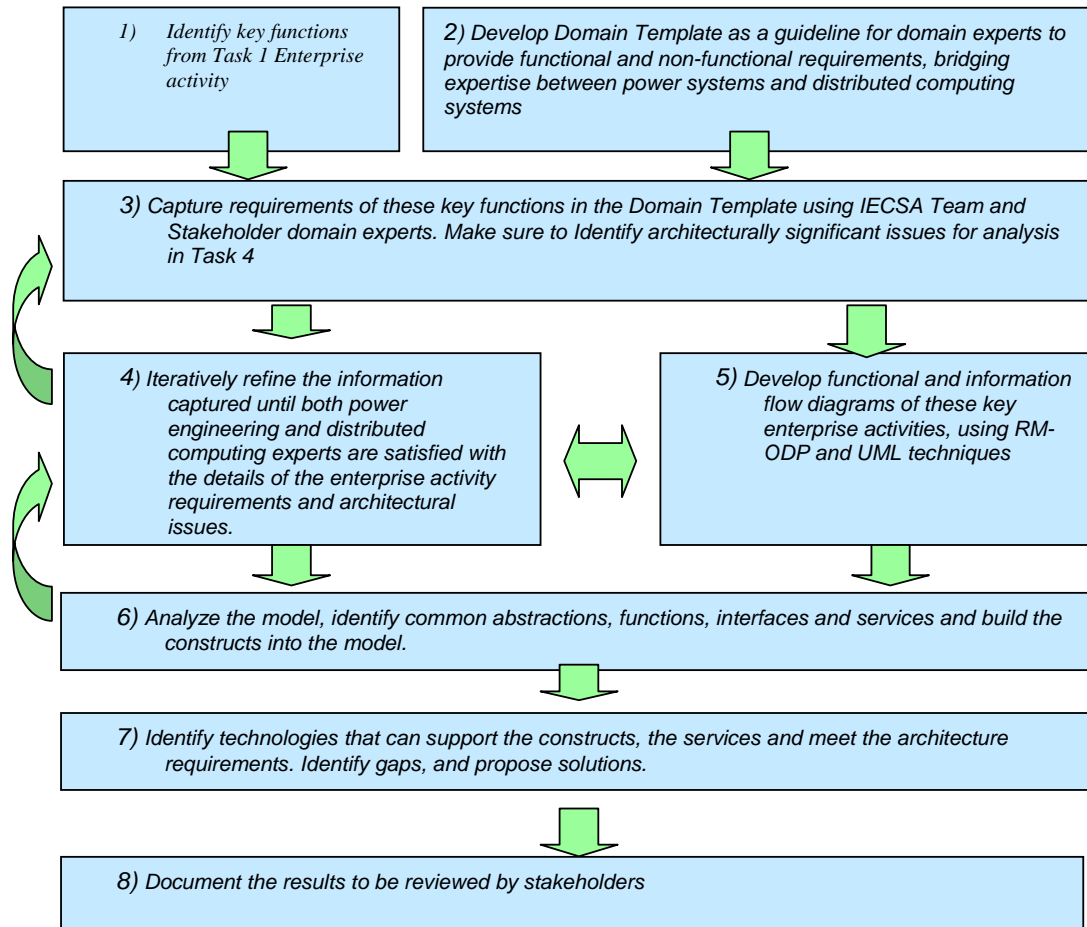 1) Identify key functions
from Task 1 Enterprise
activity
2) Develop Domain Template as a guideline for domain experts to
provide functional and non-functional requirements, bridging
expertise between power systems and distributed computing
systems
3) Capture requirements of these key functions in the Domain Template using IECSA Team and
Stakeholder domain experts. Make sure to Identify architecturally significant issues for analysis
in Task 4
4) Iteratively refine the information
captured until both power
engineering and distributed
computing experts are satisfied with
the details of the enterprise activity
requirements and architectural
issues.
5) Develop functional and information
flow diagrams of these key
enterprise activities, using RM-
ODP and UML techniques
6) Analyze the model, identify common abstractions, functions, interfaces and services and build the
constructs into the model.
7) Identify technologies that can support the constructs, the services and meet the architecture
requirements. Identify gaps, and propose solutions.
8) Document the results to be reviewed by stakeholders